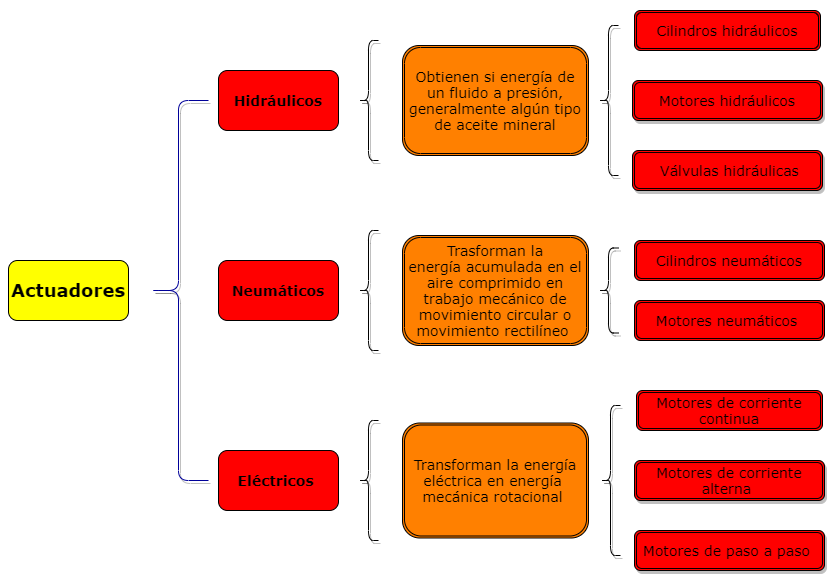 Actuadores
Hidráulicos
Obtienen si energía de
un fluido a presión,
generalmente algún tipo
de aceite mineral
Cilindros hidráulicos
Motores hidráulicos
Válvulas hidráulicas
Neumáticos
Trasforman la
energía acumulada en el
aire comprimido en
trabajo mecánico de
movimiento circular o
movimiento rectilíneo
Cilindros neumáticos
Motores neumáticos
Eléctricos
Transforman la energía
eléctrica en energía
mecánica rotacional
Motores de corriente
continua
Motores de corriente
alterna
Motores de paso a paso